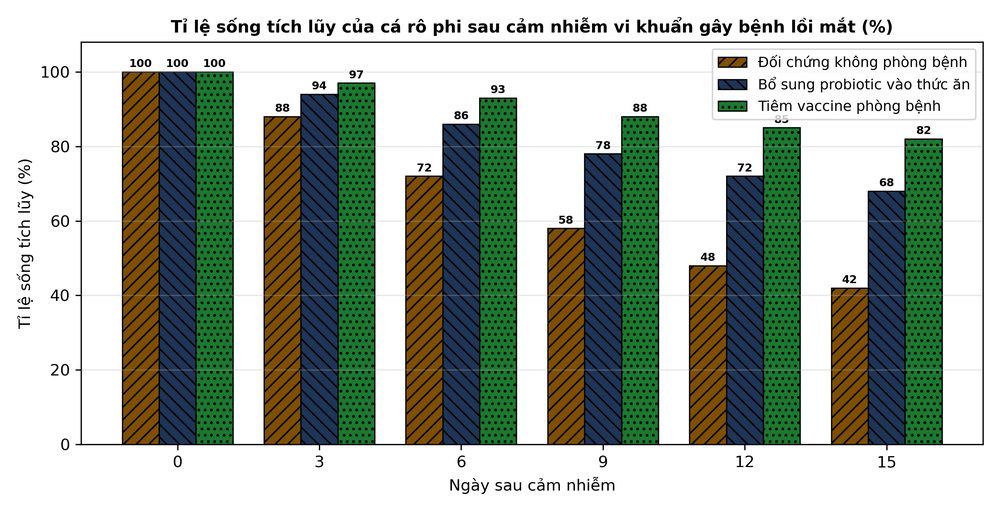 Tỉ lệ sống tích lũy của cá rô phi sau cảm nhiễm vi khuẩn gây bệnh lồi mắt (%)
Đối chứng không phòng bệnh
Bổ sung probiotic vào thức ăn
Tiêm vaccine phòng bệnh
Tỉ lệ sống tích lũy (%)
100
80
60
40
20
0
100 100 100
88 94 97
72 86 93
58 78 88
48 72 85
42 68 82
0 3 6 9 12 15
Ngày sau cảm nhiễm